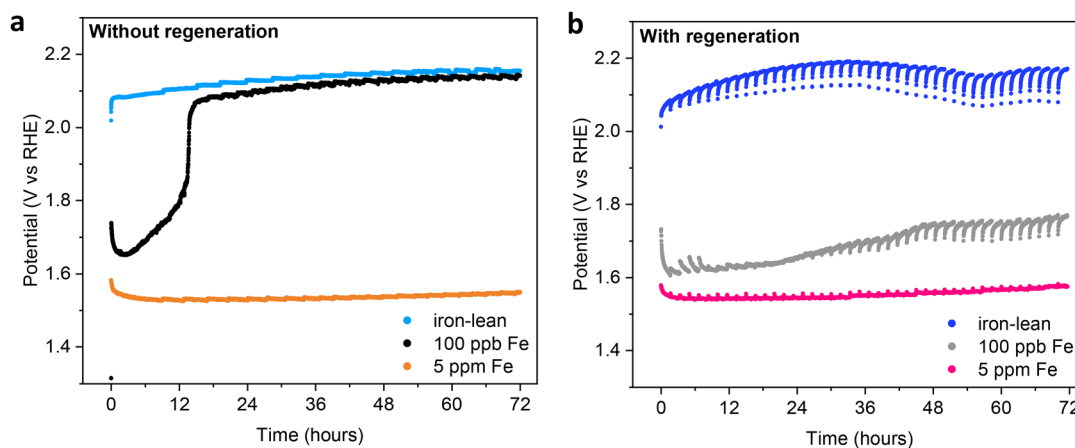 a
Without regeneration
2.2
2.0
1.8
1.6
1.4
Potential (V vs RHE)
iron-lean
100 ppb Fe
5 ppm Fe
0 12 24 36 48 60 72
Time (hours)
b
With regeneration
2.2
2.0
1.8
1.6
1.4
Potential (V vs RHE)
iron-lean
100 ppb Fe
5 ppm Fe
0 12 24 36 48 60 72
Time (hours)